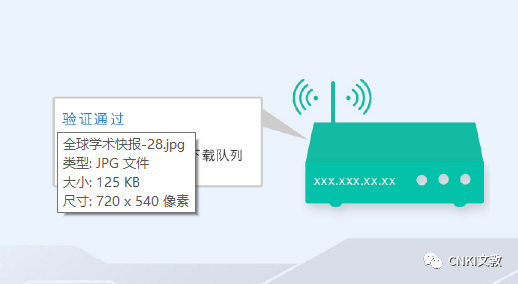 验证通过
全球学术快报-28.jpg
类型: JPG 文件
大小: 125 KB
尺寸: 720 x 540 像素
下载队列
xxx.xxx.xx.xx
CNKI文教